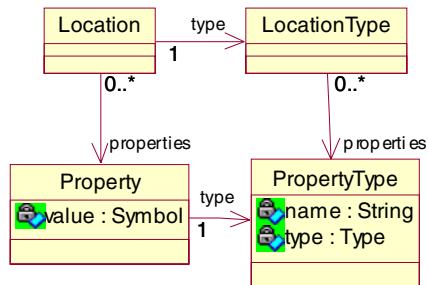 Location
type
1
LocationType
0..*
0..*
properties
properties
Property
value : Symbol
type
1
PropertyType
name : String
type : Type